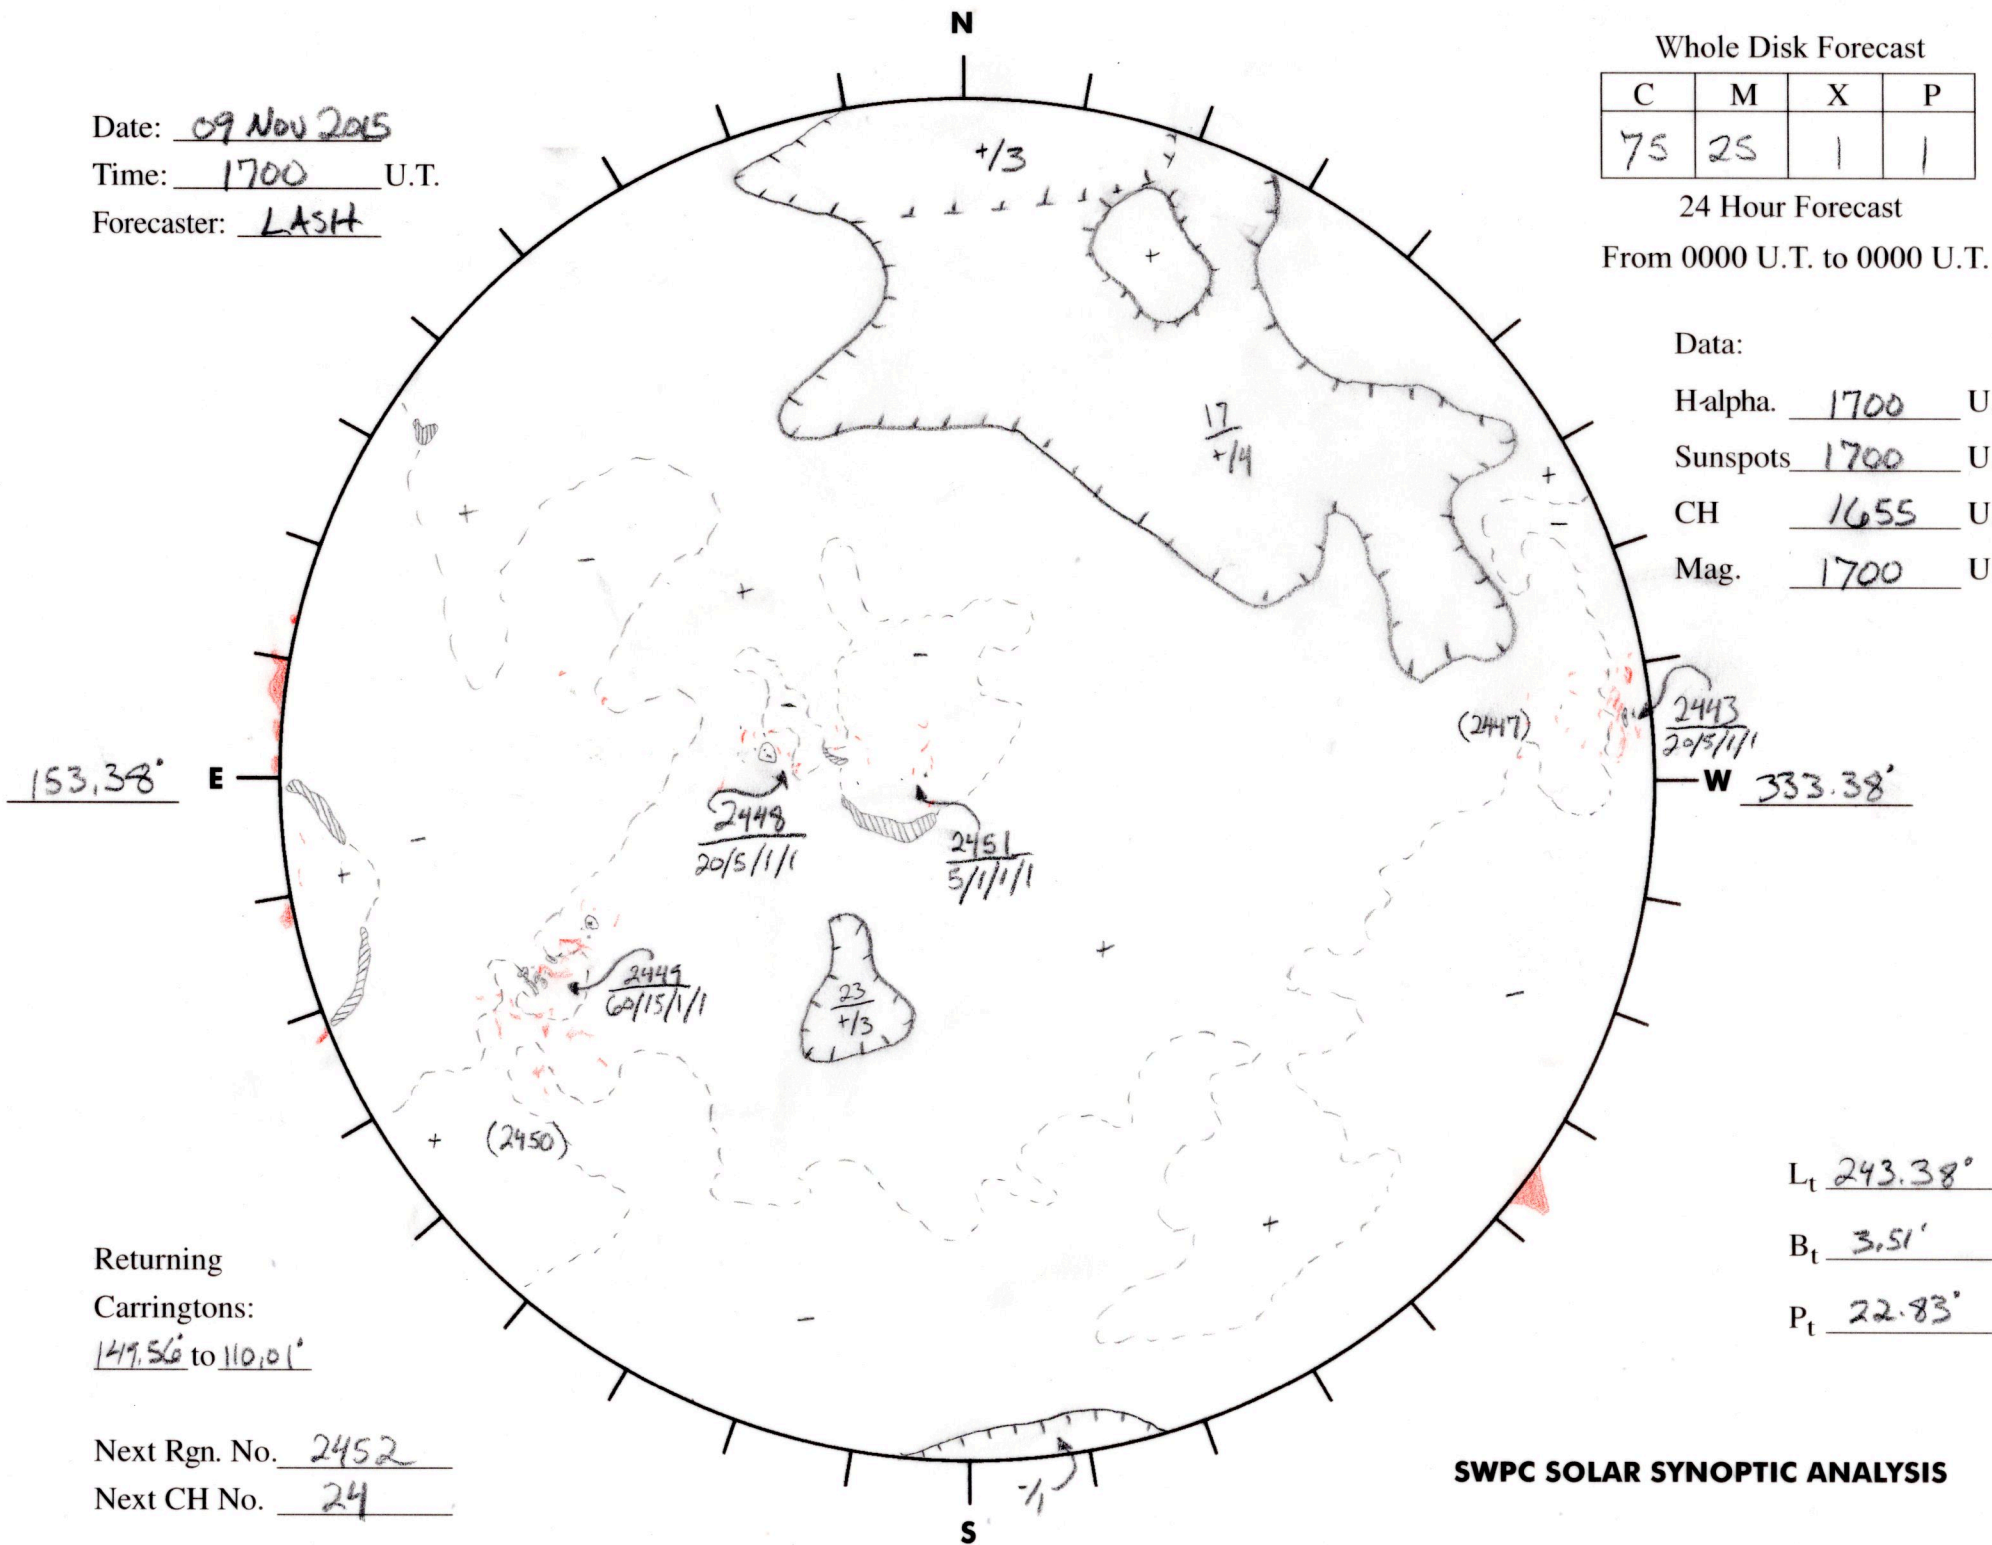 N
Whole Disk Forecast
C M X P
75 25 1 1
24 Hour Forecast
From 0000 U.T. to 0000 U.T.
Date: 09 Nov 2015
Time: 1700 U.T.
Forecaster: LASH
+/3
+
Data:
H-alpha. 1700 U
Sunspots 1700 U
CH 1655 U
Mag. 1700 U
17
+/4
+
-
+
-
+
-
-
(2447)
2443
20/5/1/1
153.38° E
W 333.38°
2448
20/5/1/1
2451
5/1/1/1
-
+
+
2449
60/15/1/1
23
+/3
-
+
(2450)
+
-
Lt 243.38°
Bt 3.51°
Pt 22.83°
Returning
Carringtons:
149.56° to 110.01°
Next Rgn. No. 2452
Next CH No. 24
-/1
S
SWPC SOLAR SYNOPTIC ANALYSIS